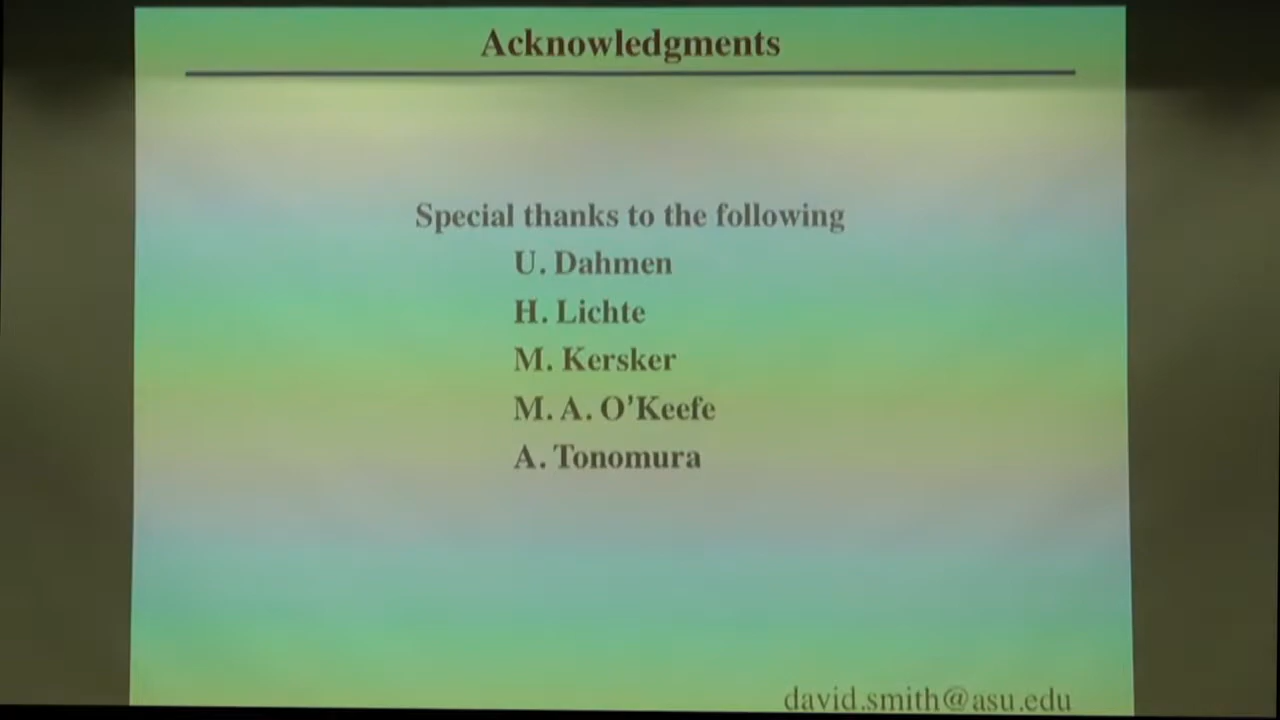 Acknowledgments
Special thanks to the following
U. Dahmen
H. Lichte
M. Kersker
M. A. O'Keefe
A. Tonomura
david.smith@asu.edu